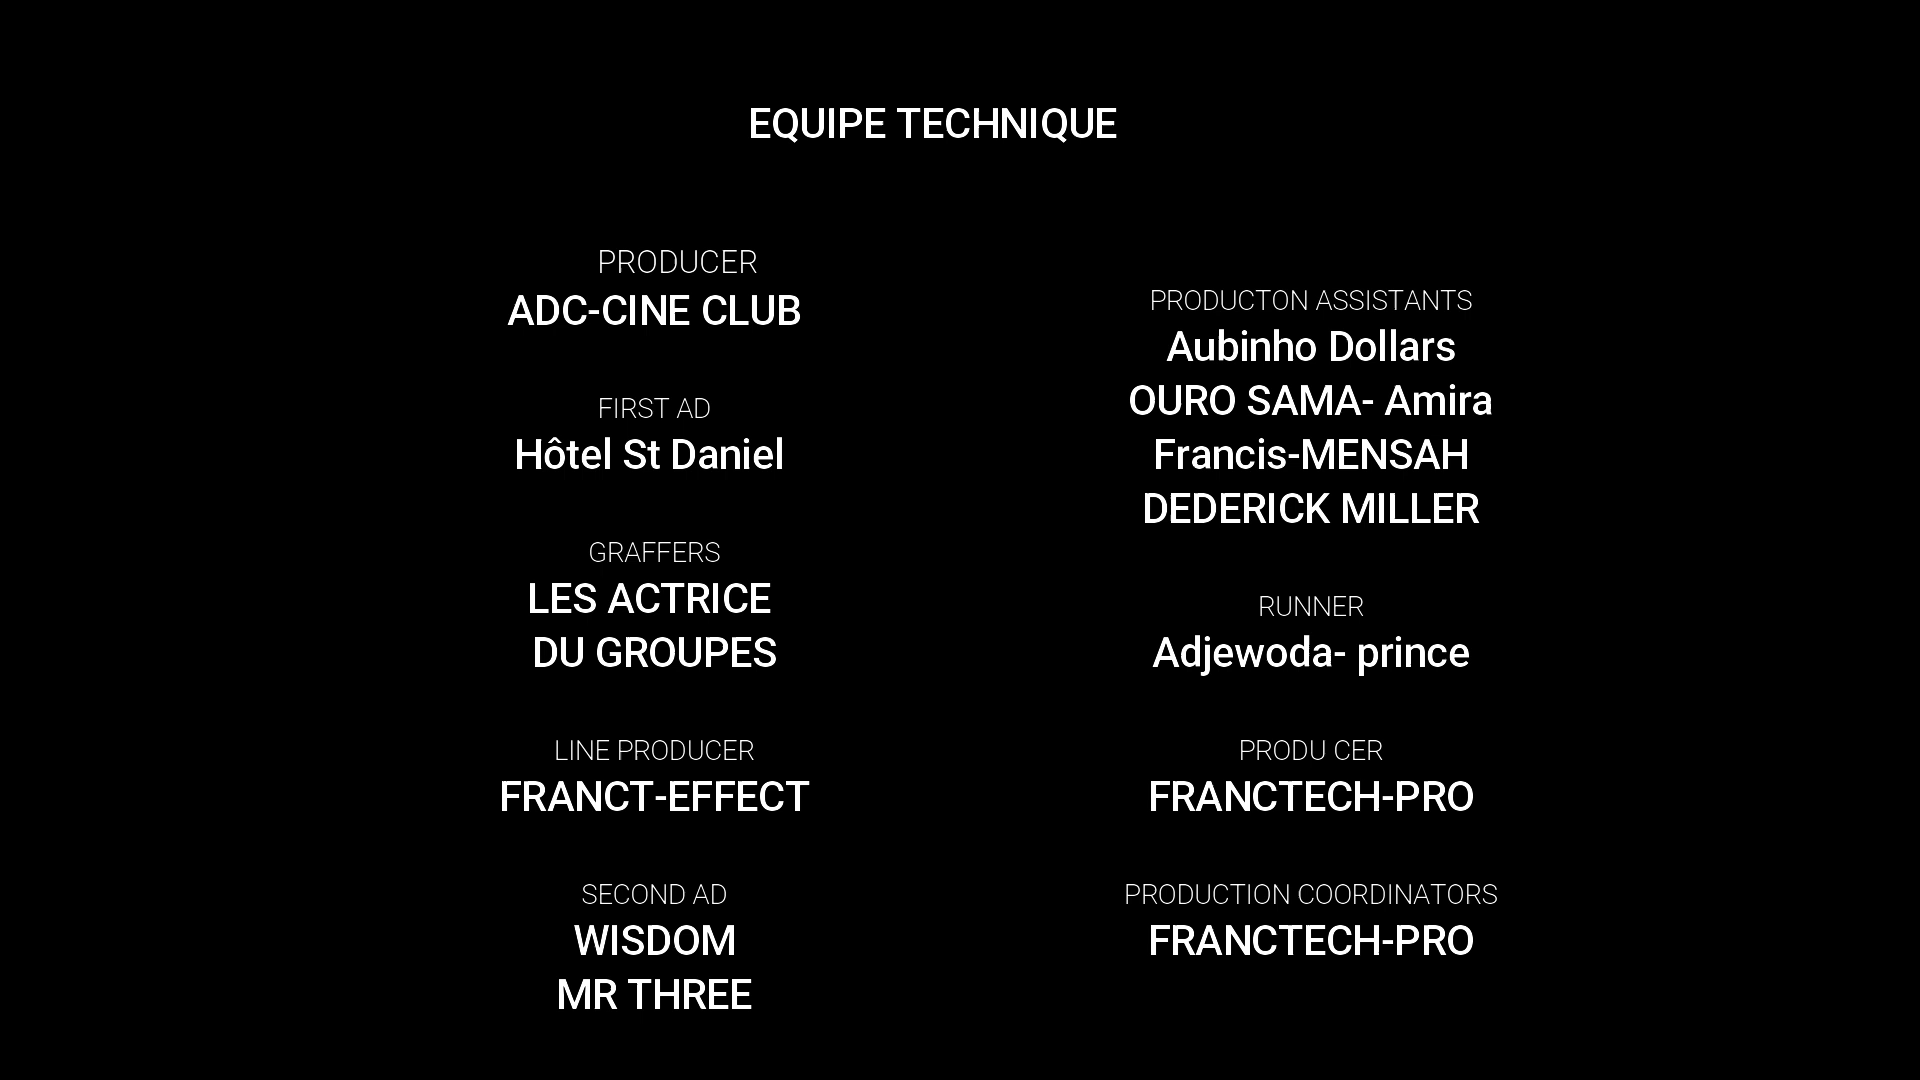 EQUIPE TECHNIQUE
PRODUCER
ADC-CINE CLUB
FIRST AD
Hôtel St Daniel
GRAFFERS
LES ACTRICE
DU GROUPES
LINE PRODUCER
FRANCT-EFFECT
SECOND AD
WISDOM
MR THREE
PRODUCTON ASSISTANTS
Aubinho Dollars
OURO SAMA- Amira
Francis-MENSAH
DEDERICK MILLER
RUNNER
Adjewoda- prince
PRODU CER
FRANCTECH-PRO
PRODUCTION COORDINATORS
FRANCTECH-PRO